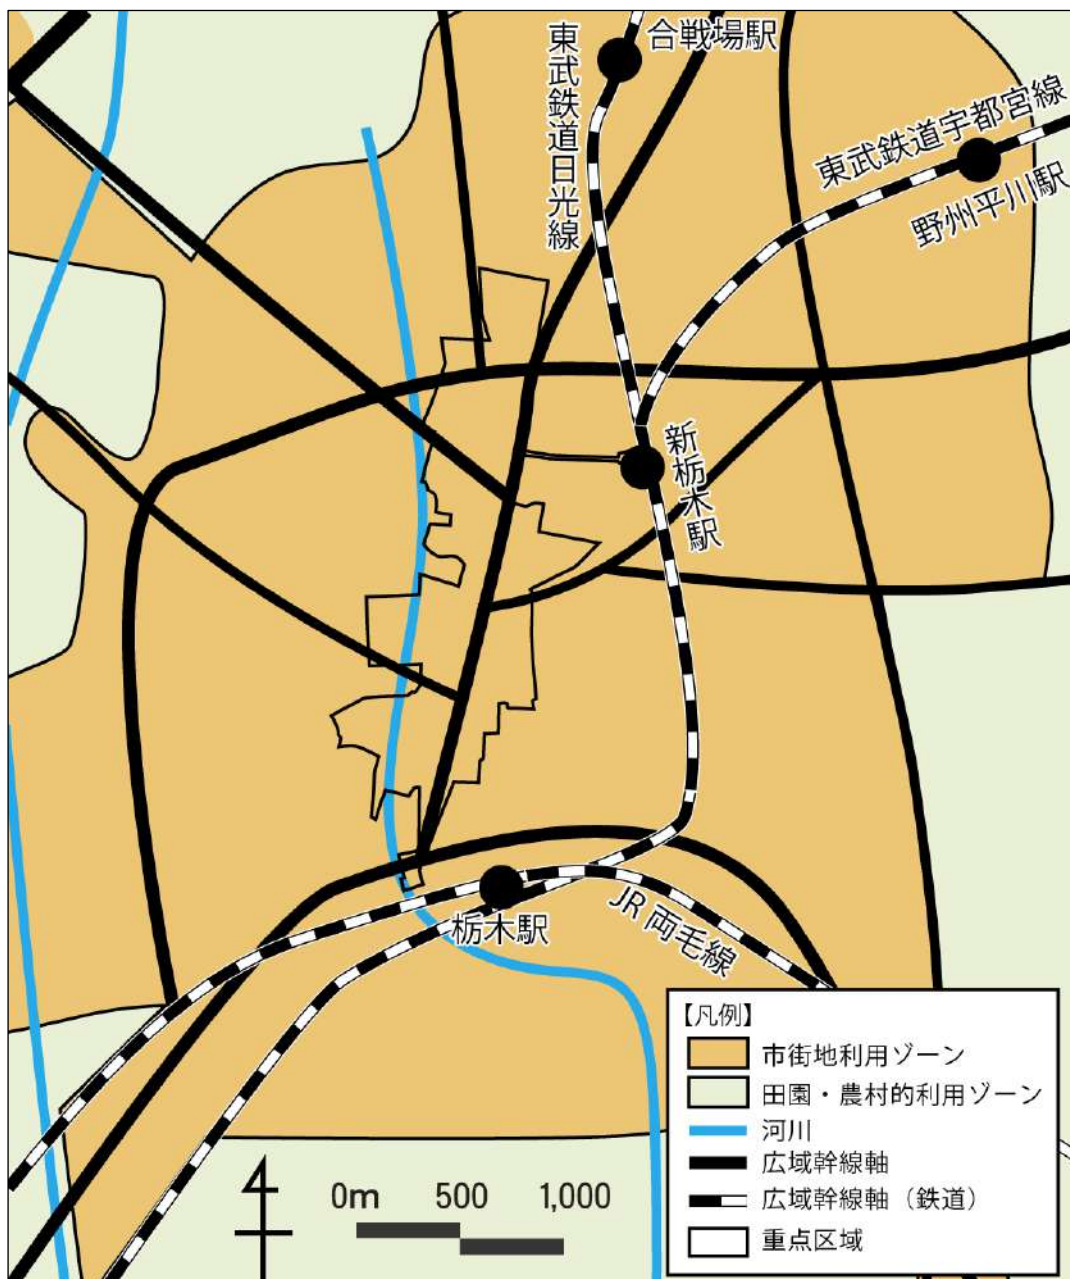 合戦場駅
東武鉄道日光線
東武鉄道宇都宮線
野州平川駅
新栃木駅
栃木駅
JR 両毛線
【凡例】
市街地利用ゾーン
田園・農村的利用ゾーン
河川
広域幹線軸
広域幹線軸（鉄道）
重点区域
0m 500 1,000